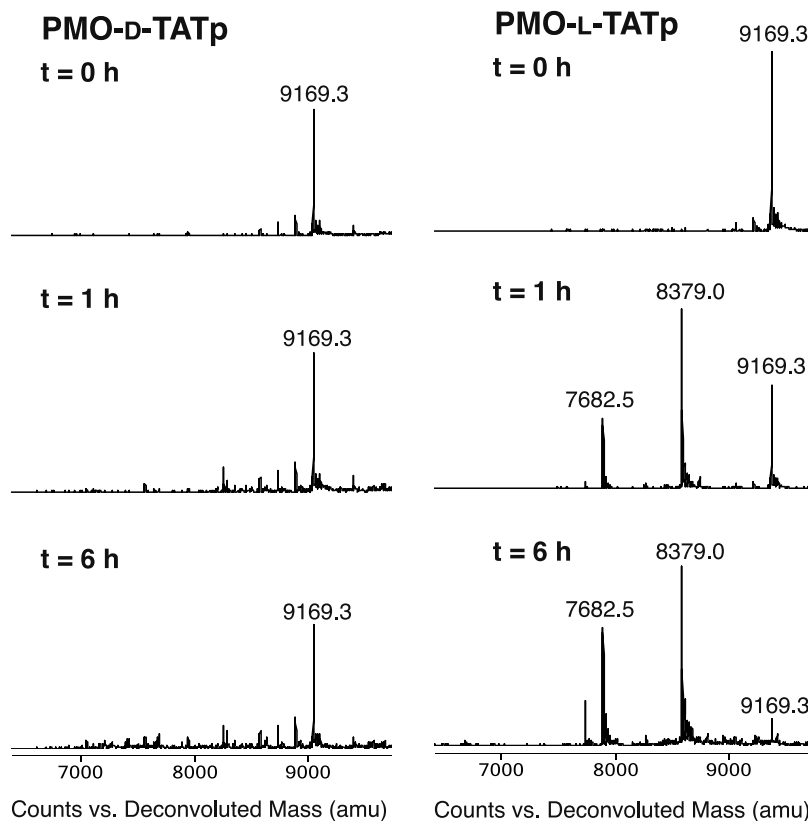 PMO-D-TATp
t = 0 h
9169.3
t = 1 h
9169.3
t = 6 h
9169.3
7000 8000 9000
Counts vs. Deconvoluted Mass (amu)
PMO-L-TATp
t = 0 h
9169.3
t = 1 h
8379.0
7682.5
9169.3
t = 6 h
8379.0
7682.5
9169.3
7000 8000 9000
Counts vs. Deconvoluted Mass (amu)